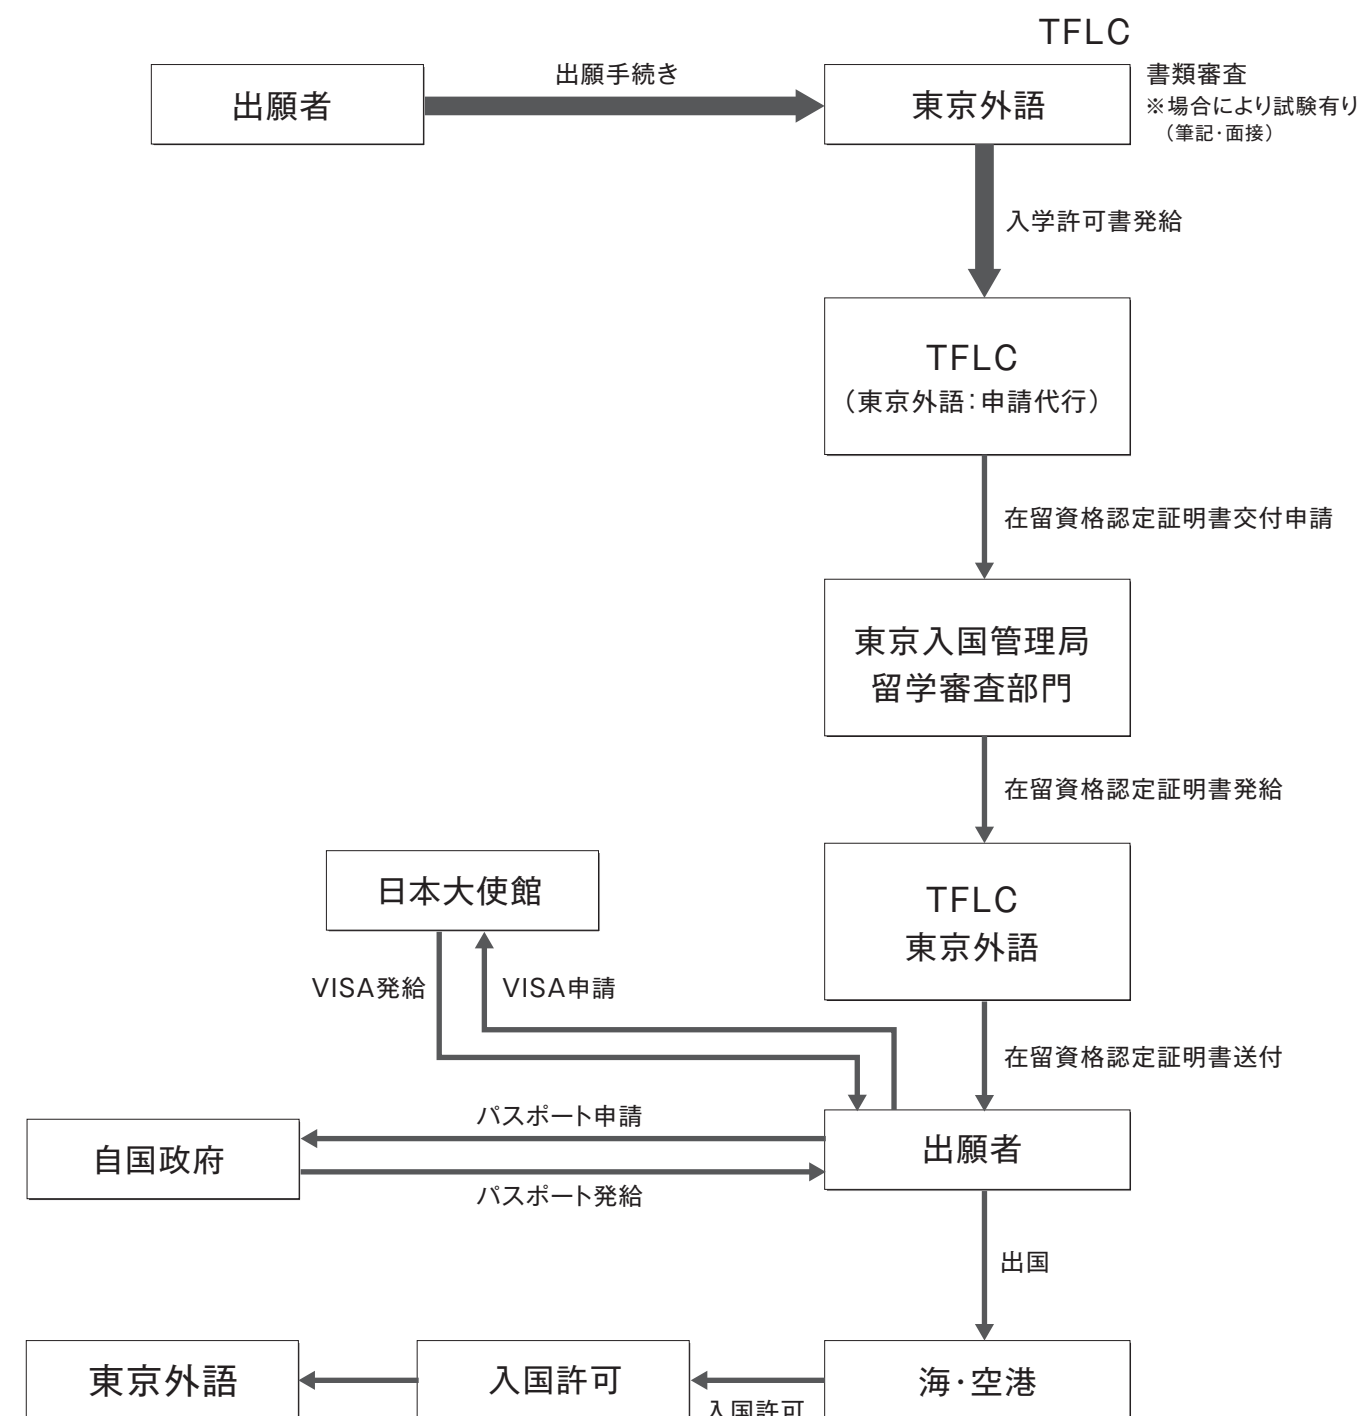 TFLC
出願者
出願手続き
東京外語
書類審査
※場合により試験有り
（筆記・面接）
入学許可書発給
TFLC
（東京外語：申請代行）
在留資格認定証明書交付申請
東京入国管理局
留学審査部門
在留資格認定証明書発給
日本大使館
TFLC
東京外語
VISA発給
VISA申請
在留資格認定証明書送付
パスポート申請
自国政府
出願者
パスポート発給
出国
東京外語
入国許可
海・空港
入国許可